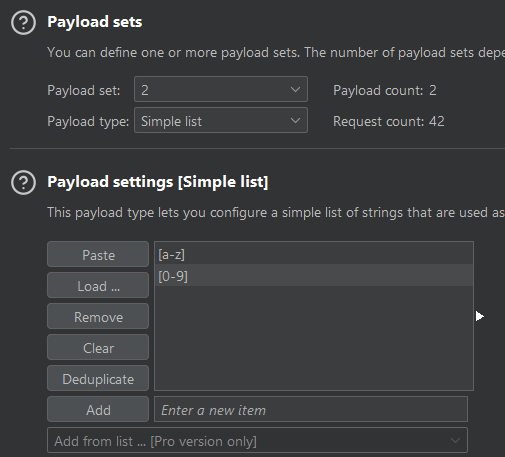 ? Payload sets
You can define one or more payload sets. The number of payload sets depe
Payload set: 2 Payload count: 2
Payload type: Simple list Request count: 42
? Payload settings [Simple list]
This payload type lets you configure a simple list of strings that are used as
Paste [a-z]
Load ... [0-9]
Remove
Clear
Deduplicate
Add Enter a new item
Add from list ... [Pro version only]